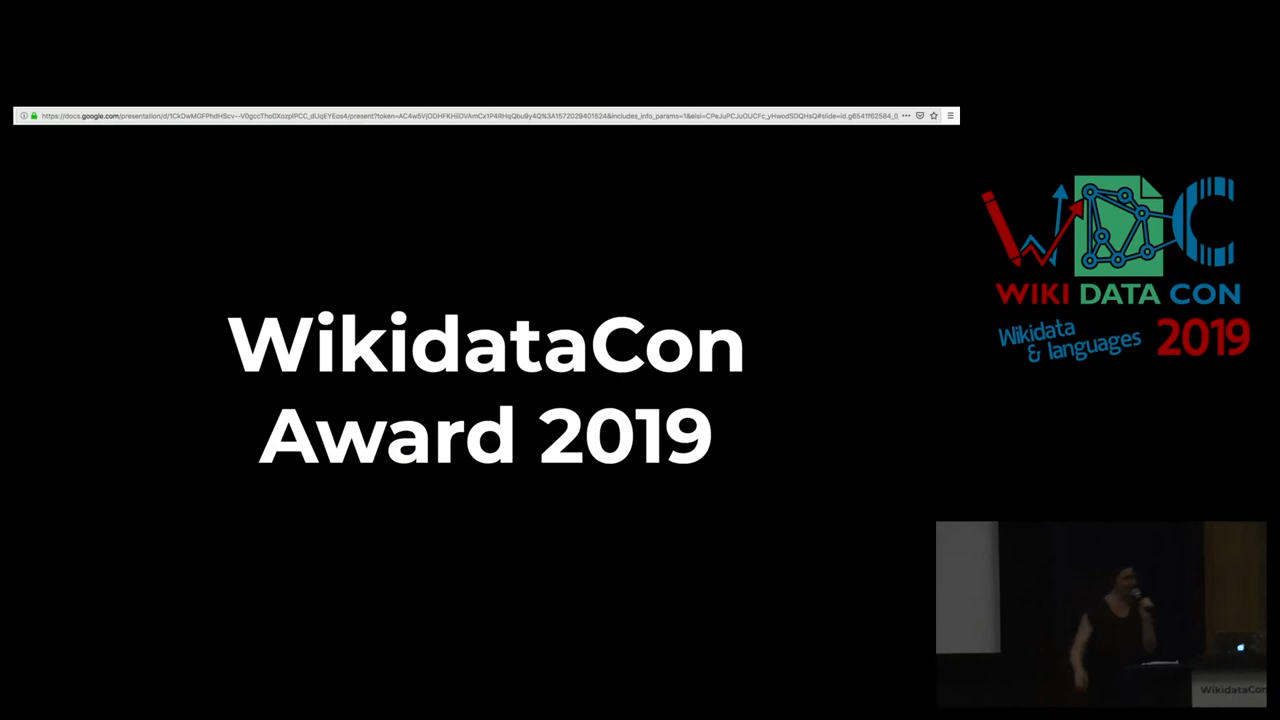 WikidataCon
Award 2019
WIKI DATA CON
Wikidata
& languages
2019
WikidataCon